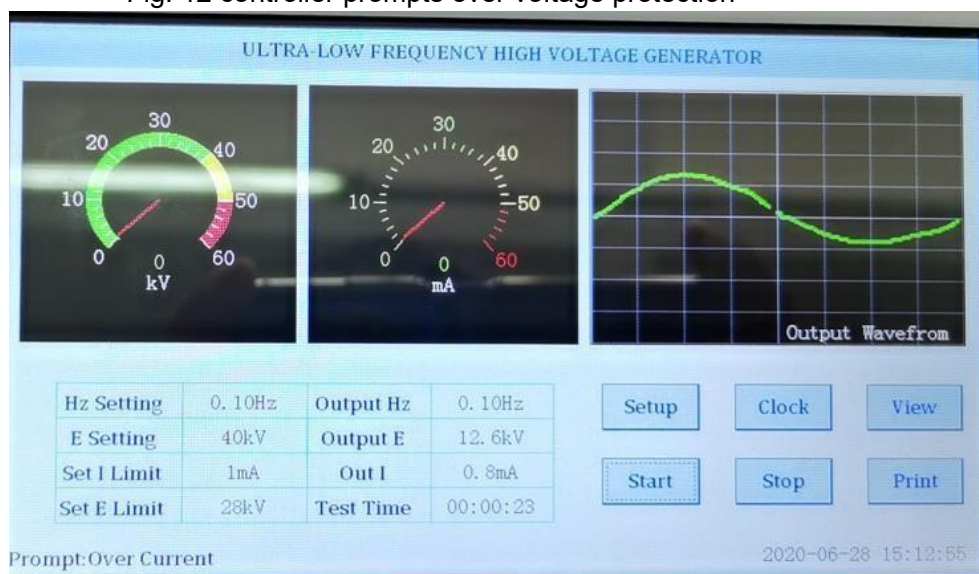 Fig. 12 controller prompts over voltage protection
ULTRA-LOW FREQUENCY HIGH VOLTAGE GENERATOR
0 10 20 30 40 50 60
0
kV
0 10 20 30 40 50 60
0
mA
Output Wavefrom
Hz Setting 0.10Hz Output Hz 0.10Hz
E Setting 40kV Output E 12.6kV
Set I Limit 1mA Out I 0.8mA
Set E Limit 28kV Test Time 00:00:23
Setup Clock View
Start Stop Print
Prompt:Over Current
2020-06-28 15:12:55